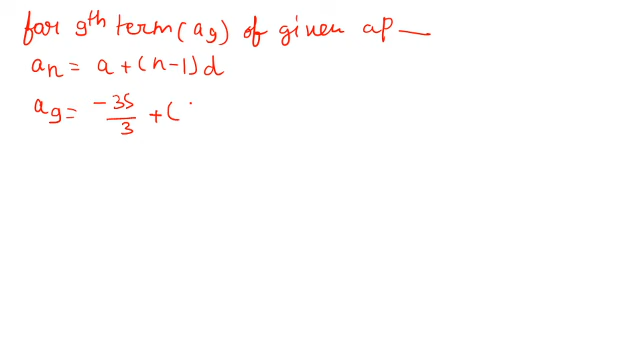 for 9th term (a9) of given aP —
an = a + (n-1)d
a9 = -35/3 + (